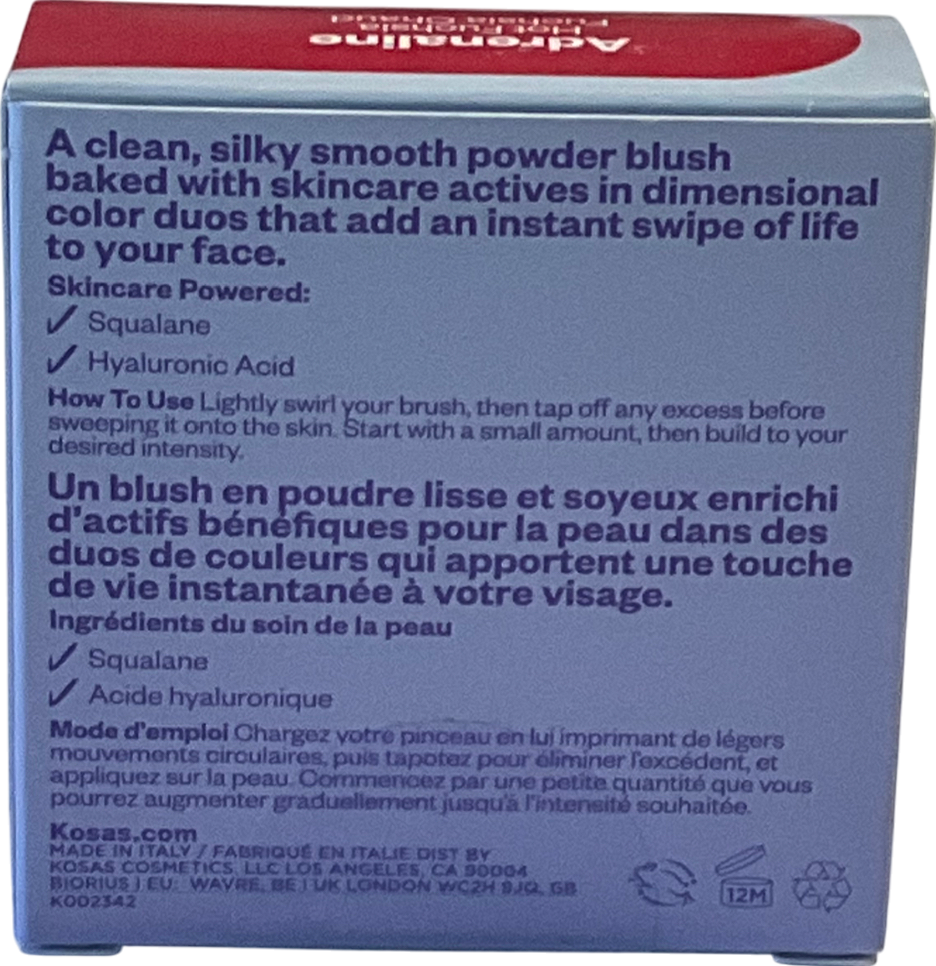 Adrenaline
Hot Fuchsia
Fuchsia Chaud
A clean, silky smooth powder blush
baked with skincare actives in dimensional
color duos that add an instant swipe of life
to your face.
Skincare Powered:
✓ Squalane
✓ Hyaluronic Acid
How To Use Lightly swirl your brush, then tap off any excess before
sweeping it onto the skin. Start with a small amount, then build to your
desired intensity.
Un blush en poudre lisse et soyeux enrichi
d'actifs bénéfiques pour la peau dans des
duos de couleurs qui apportent une touche
de vie instantanée à votre visage.
Ingrédients du soin de la peau
✓ Squalane
✓ Acide hyaluronique
Mode d'emploi Chargez votre pinceau en lui imprimant de légers
mouvements circulaires, puis tapotez pour éliminer l'excédent, et
appliquez sur la peau. Commencez par une petite quantité que vous
pourrez augmenter graduellement jusqu'à l'intensité souhaitée.
Kosas.com
MADE IN ITALY / FABRIQUÉ EN ITALIE DIST BY
KOSAS COSMETICS, LLC LOS ANGELES, CA 90004
BIORIUS | EU: WAVRE, BE | UK LONDON WC2H 9JQ, GB
K002342
12M